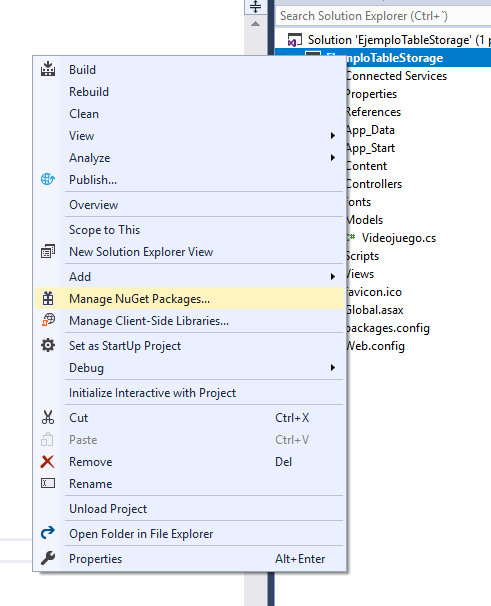 Search Solution Explorer (Ctrl+`)
Solution 'EjemploTableStorage' (1 p
EjemploTableStorage
Connected Services
Properties
References
App_Data
App_Start
Content
Controllers
fonts
Models
C# Videojuego.cs
Scripts
Views
favicon.ico
Global.asax
packages.config
Web.config
Build
Rebuild
Clean
View
Analyze
Publish...
Overview
Scope to This
New Solution Explorer View
Add
Manage NuGet Packages...
Manage Client-Side Libraries...
Set as StartUp Project
Debug
Initialize Interactive with Project
Cut Ctrl+X
Paste Ctrl+V
Remove Del
Rename
Unload Project
Open Folder in File Explorer
Properties Alt+Enter